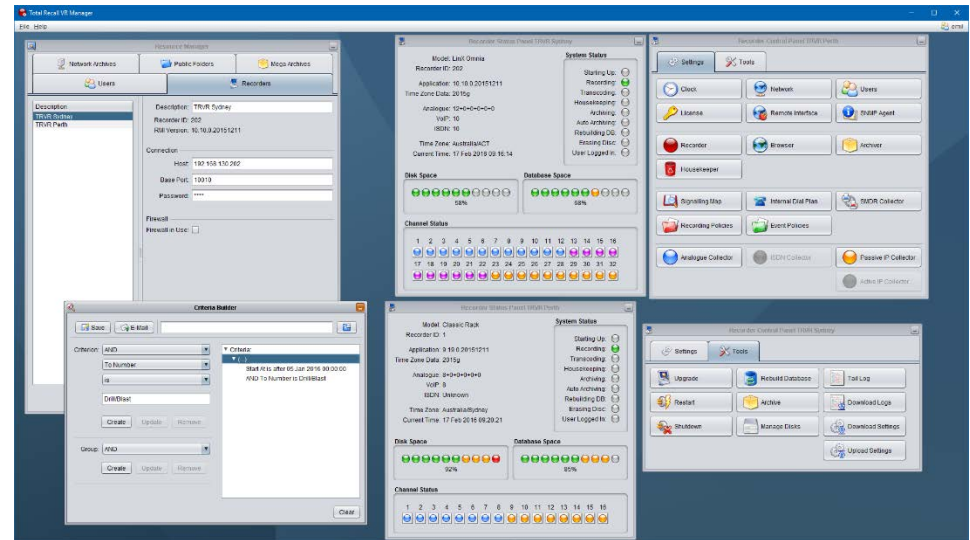 Total Recall VR Manager
File Help
Resource Manager
Network Archives
Public Folders
Mega Archives
Users
Recorders
Description
TRVR Sydney
TRVR Perth
Description: TRVR Sydney
Recorder ID: 202
RMI Version: 10.10.0.20151211
Connection
Host: 192.168.130.202
Base Port: 10010
Password: ****
Firewall
Firewall in Use:
Criteria Builder
Save
E-Mail
Criterion: AND
To Number
is
Drill/Blast
Create Update Remove
Group: AND
Create Update Remove
Criteria:
(...)
Start At is after 05 Jan 2016 00:00:00
AND To Number is Drill/Blast
Clear
Recorder Status Panel TRVR Sydney
Model: LinX Omnia
Recorder ID: 202
Application: 10.10.0.20151211
Time Zone Data: 2015g
Analogue: 12+0+0+0+0+0
VoIP: 10
ISDN: 10
Time Zone: Australia/ACT
Current Time: 17 Feb 2016 09:16:14
System Status
Starting Up:
Recording:
Transcoding:
Housekeeping:
Archiving:
Auto Archiving:
Rebuilding DB:
Erasing Disc:
User Logged In:
Disk Space
58%
Database Space
68%
Channel Status
1 2 3 4 5 6 7 8 9 10 11 12 13 14 15 16
17 18 19 20 21 22 23 24 25 26 27 28 29 30 31 32
Recorder Status Panel TRVR Perth
Model: Classic Rack
Recorder ID: 1
Application: 9.19.0.20151211
Time Zone Data: 2015g
Analogue: 8+0+0+0+0+0
VoIP: 8
ISDN: Unknown
Time Zone: Australia/Sydney
Current Time: 17 Feb 2016 09:20:21
System Status
Starting Up:
Recording:
Transcoding:
Housekeeping:
Archiving:
Auto Archiving:
Rebuilding DB:
Erasing Disc:
User Logged In:
Disk Space
92%
Database Space
85%
Channel Status
1 2 3 4 5 6 7 8 9 10 11 12 13 14 15 16
Recorder Control Panel TRVR Perth
Settings
Tools
Clock
Network
Users
License
Remote Interface
SNMP Agent
Recorder
Browser
Archiver
Housekeeper
Signalling Map
Internal Dial Plan
SMDR Collector
Recording Policies
Event Policies
Analogue Collector
ISDN Collector
Passive IP Collector
Active IP Collector
Recorder Control Panel TRVR Sydney
Settings
Tools
Upgrade
Rebuild Database
Tail Log
Restart
Archive
Download Logs
Shutdown
Manage Disks
Download Settings
Upload Settings